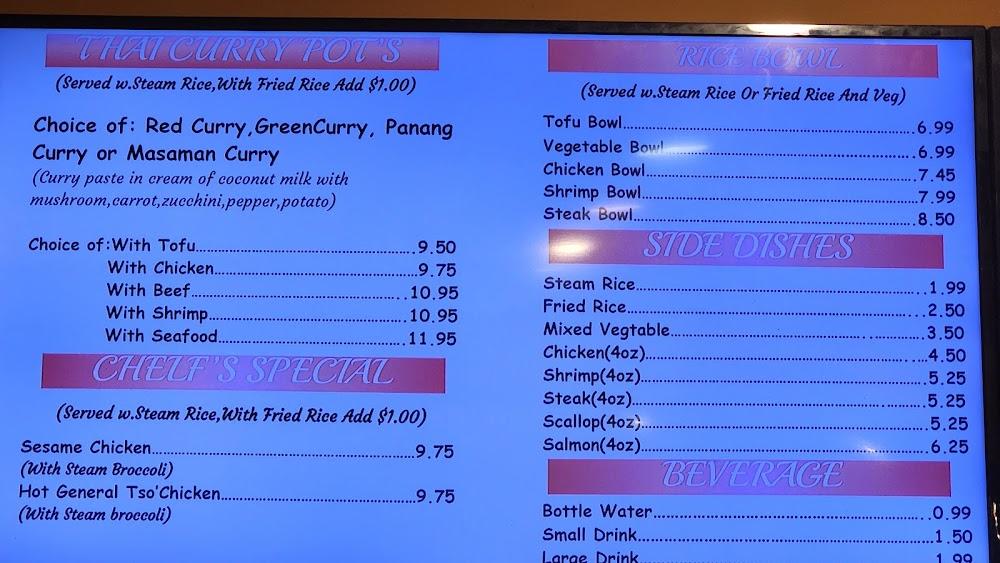 THAI CURRY POT'S
(Served w.Steam Rice,With Fried Rice Add $1.00)
Choice of: Red Curry,GreenCurry, Panang
Curry or Masaman Curry
(Curry paste in cream of coconut milk with
mushroom,carrot,zucchini,pepper,potato)
Choice of:With Tofu 9.50
With Chicken 9.75
With Beef 10.95
With Shrimp 10.95
With Seafood 11.95
CHELF'S SPECIAL
(Served w.Steam Rice,With Fried Rice Add $1.00)
Sesame Chicken 9.75
(With Steam Broccoli)
Hot General Tso'Chicken 9.75
(With Steam broccoli)
RICE BOWL
(Served w.Steam Rice Or Fried Rice And Veg)
Tofu Bowl 6.99
Vegetable Bowl 6.99
Chicken Bowl 7.45
Shrimp Bowl 7.99
Steak Bowl 8.50
SIDE DISHES
Steam Rice 1.99
Fried Rice 2.50
Mixed Vegtable 3.50
Chicken(4oz) 4.50
Shrimp(4oz) 5.25
Steak(4oz) 5.25
Scallop(4oz) 5.25
Salmon(4oz) 6.25
BEVERAGE
Bottle Water 0.99
Small Drink 1.50
Large Drink 1.99